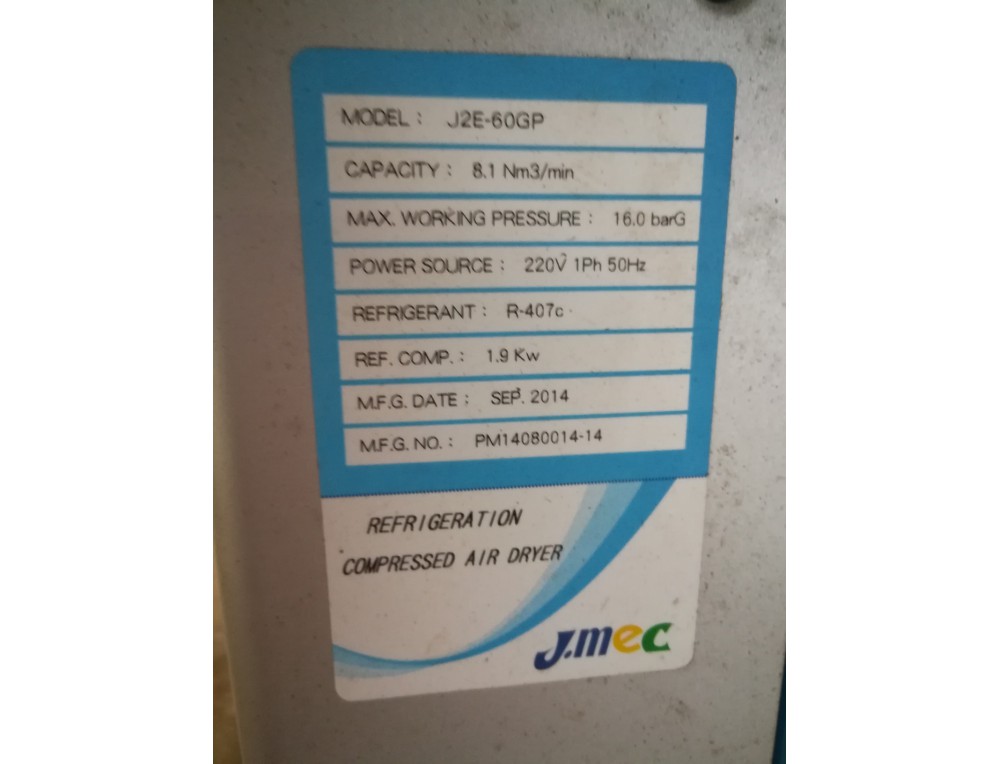 MODEL : J2E-60GP
CAPACITY : 8.1 Nm3/min
MAX. WORKING PRESSURE : 16.0 barG
POWER SOURCE : 220V 1Ph 50Hz
REFRIGERANT : R-407c
REF. COMP. : 1.9 Kw
M.F.G. DATE : SEP. 2014
M.F.G. NO. : PM14080014-14
REFRIGERATION
COMPRESSED AIR DRYER
J.mec